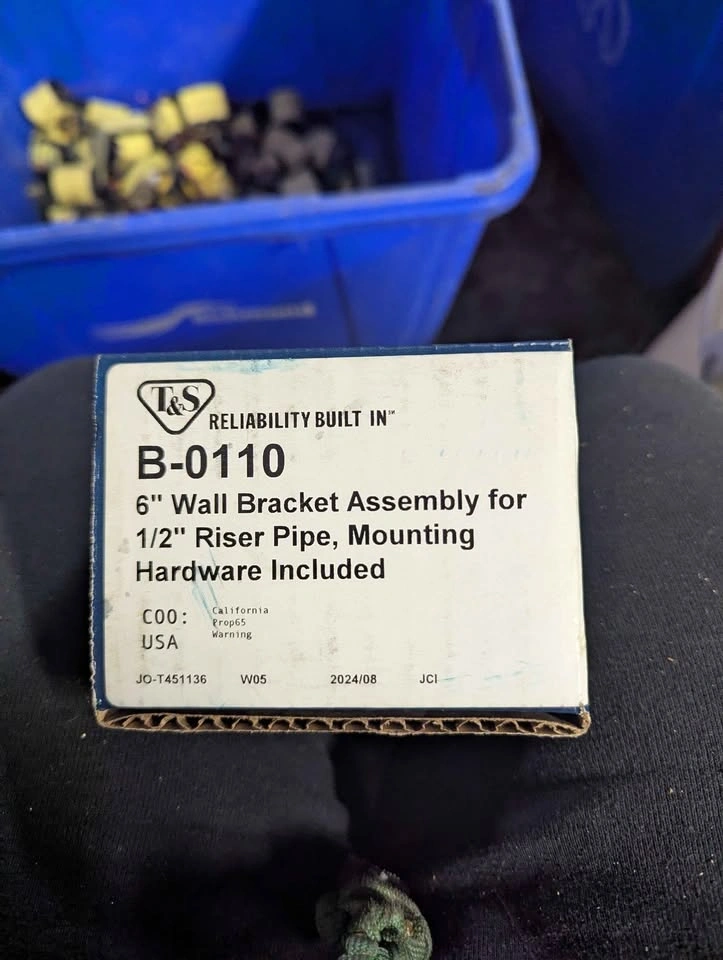 T&S
RELIABILITY BUILT IN™
B-0110
6" Wall Bracket Assembly for
1/2" Riser Pipe, Mounting
Hardware Included
COO:
USA
California
Prop65
Warning
JO-T451136 W05 2024/08 JCI